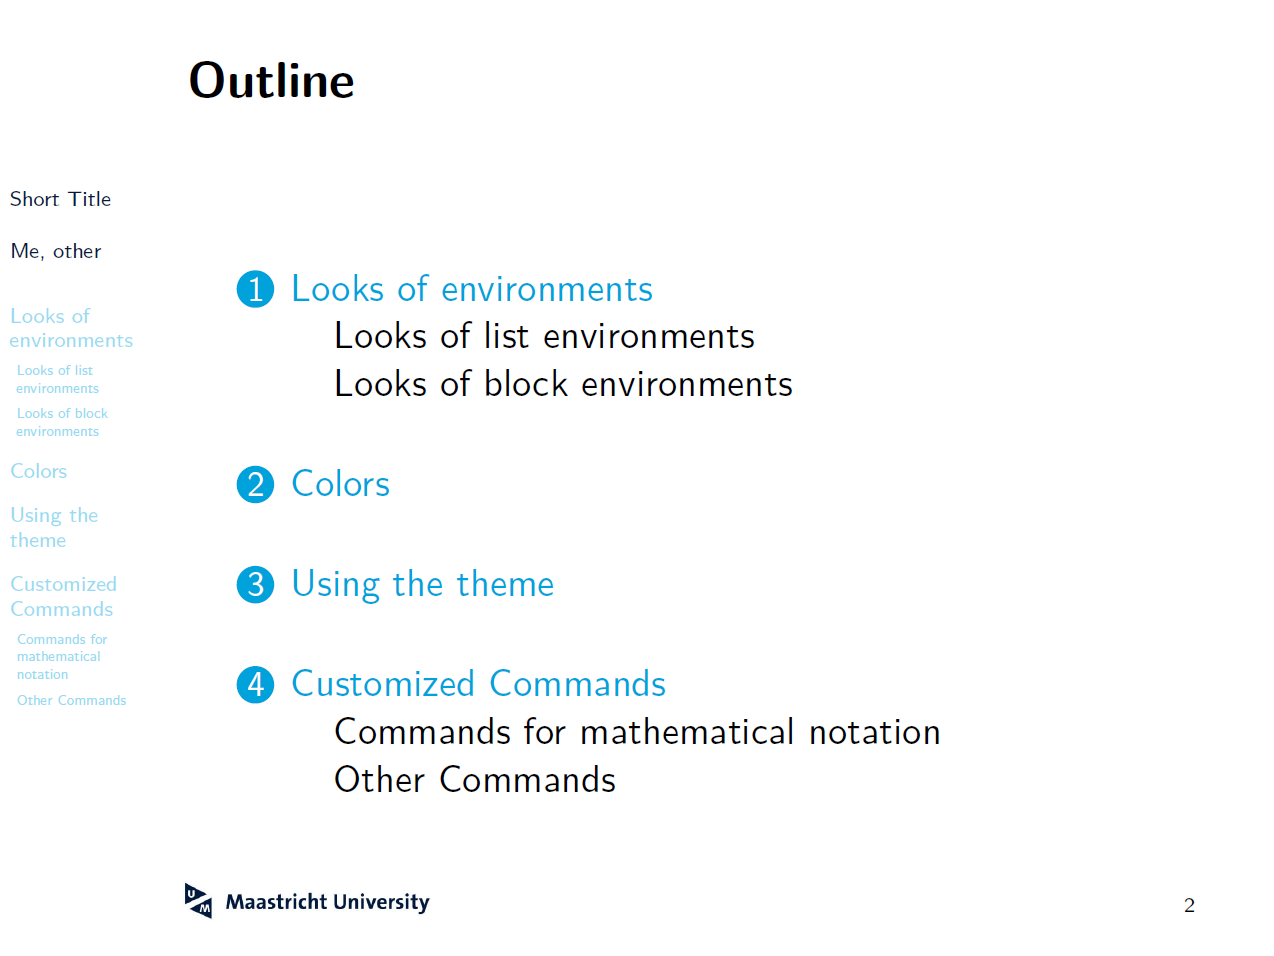 Outline
Short Title
Me, other
Looks of
environments
Looks of list
environments
Looks of block
environments
Colors
Using the
theme
Customized
Commands
Commands for
mathematical
notation
Other Commands
1 Looks of environments
Looks of list environments
Looks of block environments
2 Colors
3 Using the theme
4 Customized Commands
Commands for mathematical notation
Other Commands
U
M
Maastricht University
2